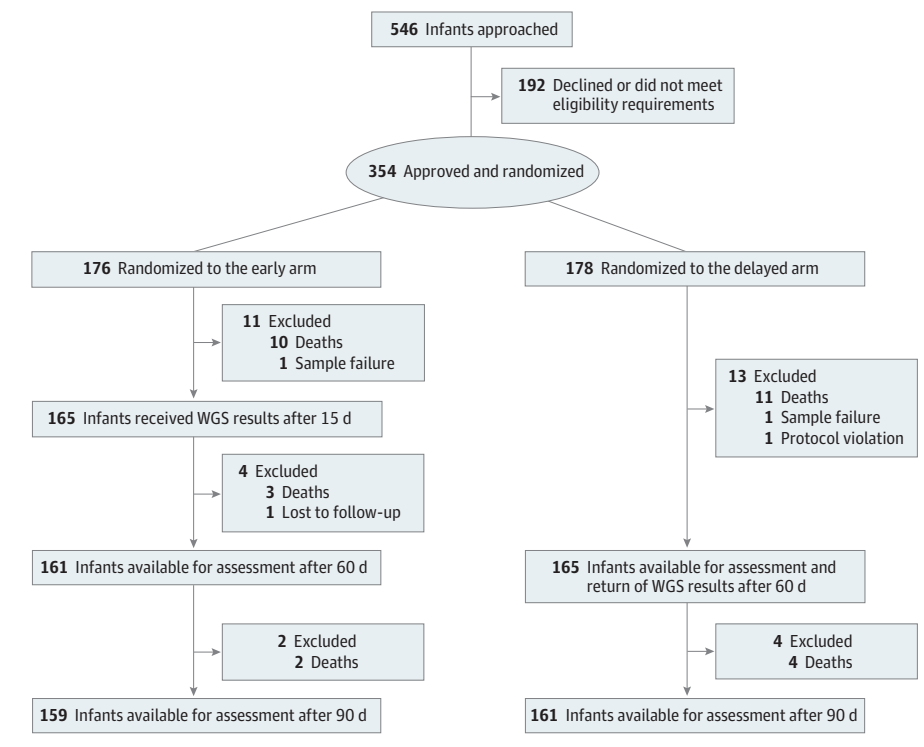 546 Infants approached
192 Declined or did not meet
eligibility requirements
354 Approved and randomized
176 Randomized to the early arm
178 Randomized to the delayed arm
11 Excluded
10 Deaths
1 Sample failure
13 Excluded
11 Deaths
1 Sample failure
1 Protocol violation
165 Infants received WGS results after 15 d
4 Excluded
3 Deaths
1 Lost to follow-up
161 Infants available for assessment after 60 d
165 Infants available for assessment and
return of WGS results after 60 d
2 Excluded
2 Deaths
4 Excluded
4 Deaths
159 Infants available for assessment after 90 d
161 Infants available for assessment after 90 d